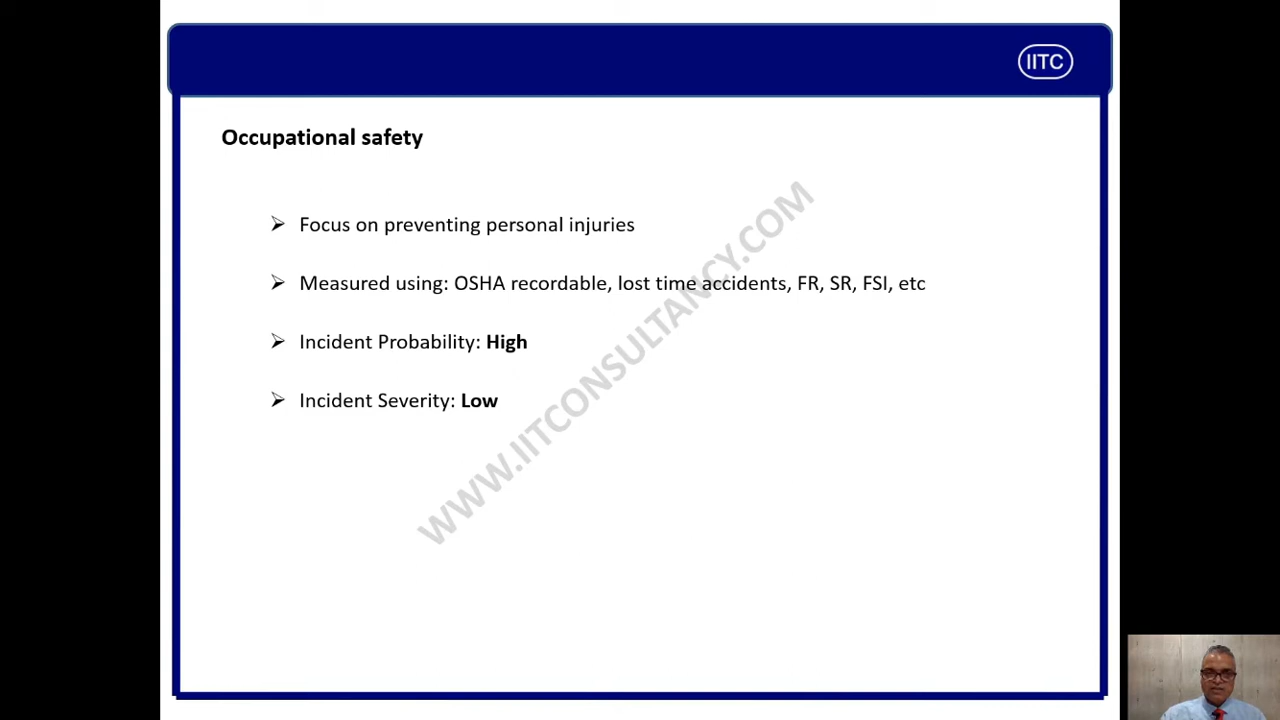 IITC
Occupational safety
Focus on preventing personal injuries
Measured using: OSHA recordable, lost time accidents, FR, SR, FSI, etc
Incident Probability: High
Incident Severity: Low
WWW.IITCONSULTANCY.COM